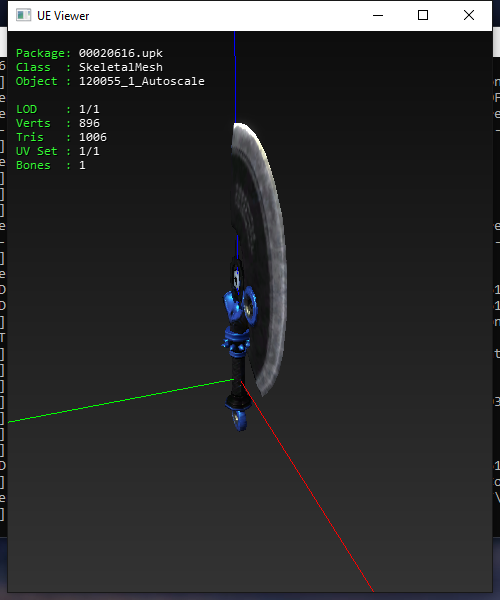 UE Viewer
Package: 00020616.upk
Class  : SkeletalMesh
Object : 120055_1_Autoscale
LOD    : 1/1
Verts  : 896
Tris   : 1006
UV Set : 1/1
Bones  : 1